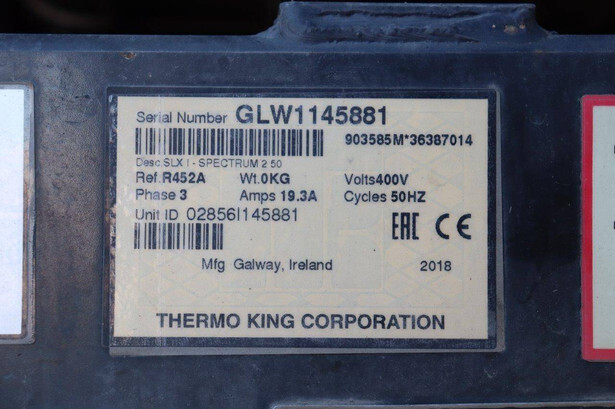 Serial Number GLW1145881
903585M*36387014
Desc SLX I - SPECTRUM 2 50
Ref.R452A Wt.0KG Volts400V
Phase 3 Amps 19.3A Cycles 50HZ
Unit ID 028561I145881
EAC CE
Mfg Galway, Ireland 2018
THERMO KING CORPORATION